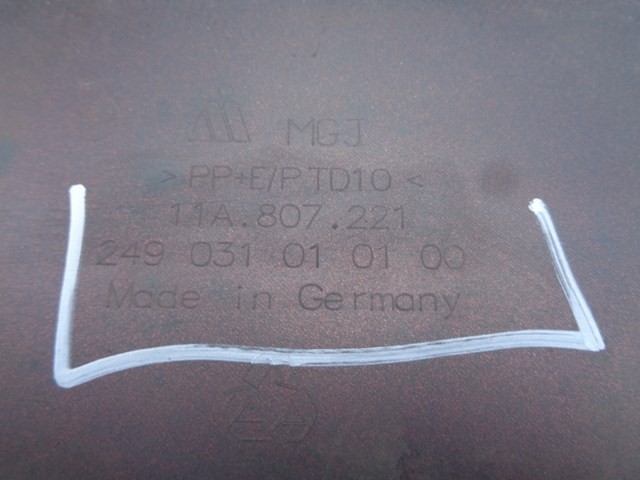 MGJ
>PP+E/P TD10<
11A.807.221
249 031 01 01 00
Made in Germany